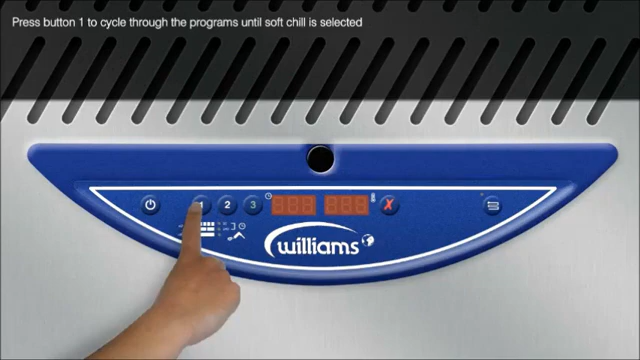 Press button 1 to cycle through the programs until soft chill is selected
1 2 3
williams